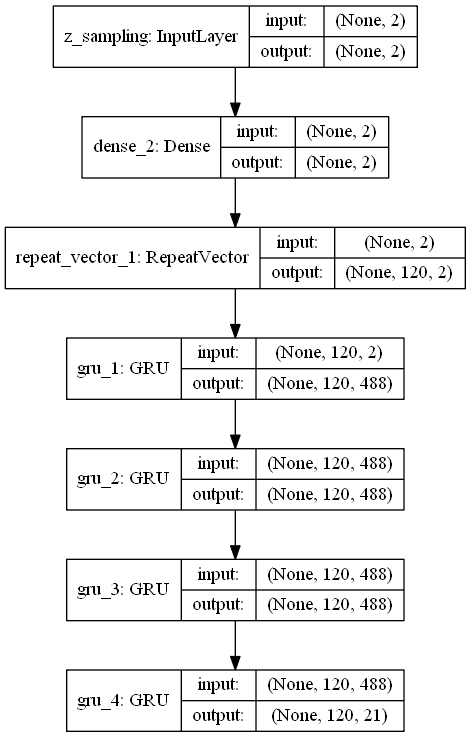 z_sampling: InputLayer
input:
(None, 2)
output:
(None, 2)
dense_2: Dense
input:
(None, 2)
output:
(None, 2)
repeat_vector_1: RepeatVector
input:
(None, 2)
output:
(None, 120, 2)
gru_1: GRU
input:
(None, 120, 2)
output:
(None, 120, 488)
gru_2: GRU
input:
(None, 120, 488)
output:
(None, 120, 488)
gru_3: GRU
input:
(None, 120, 488)
output:
(None, 120, 488)
gru_4: GRU
input:
(None, 120, 488)
output:
(None, 120, 21)